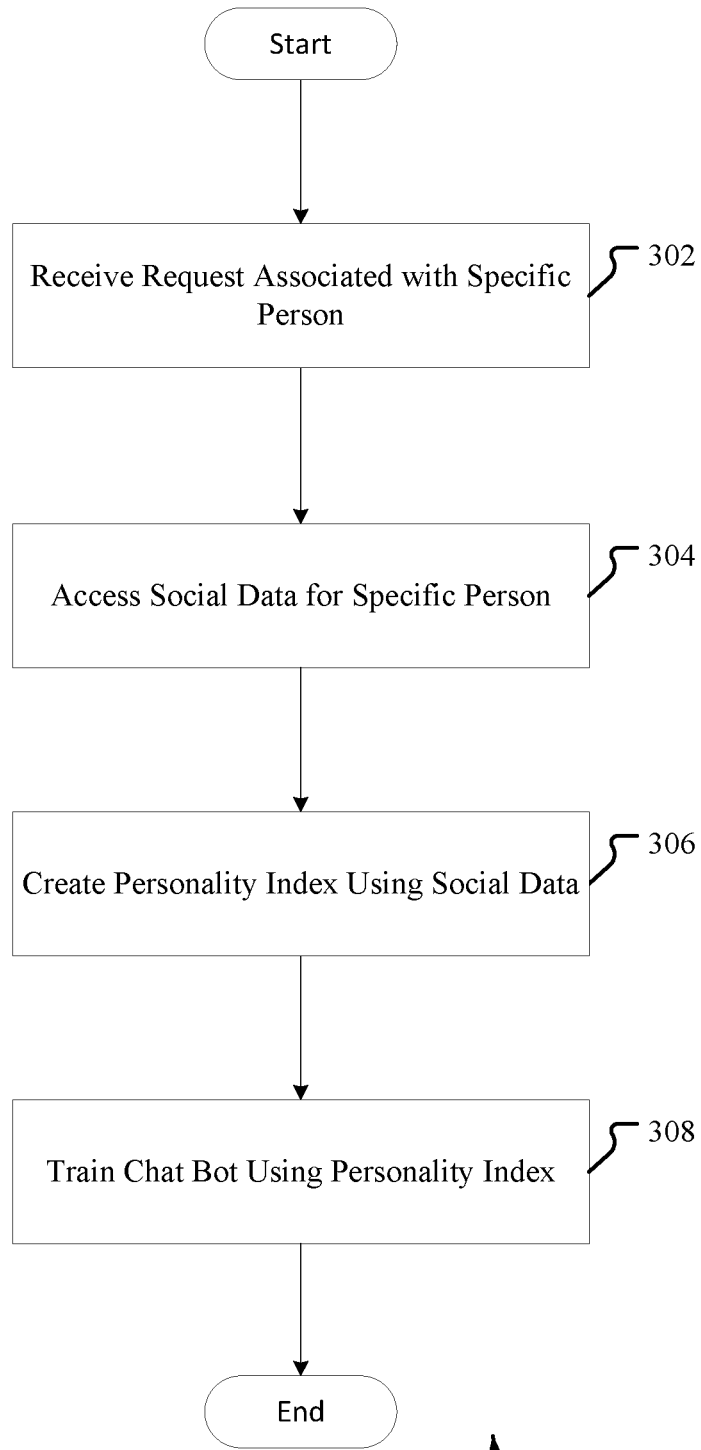 Start
Receive Request Associated with Specific
Person
302
Access Social Data for Specific Person
304
Create Personality Index Using Social Data
306
Train Chat Bot Using Personality Index
308
End